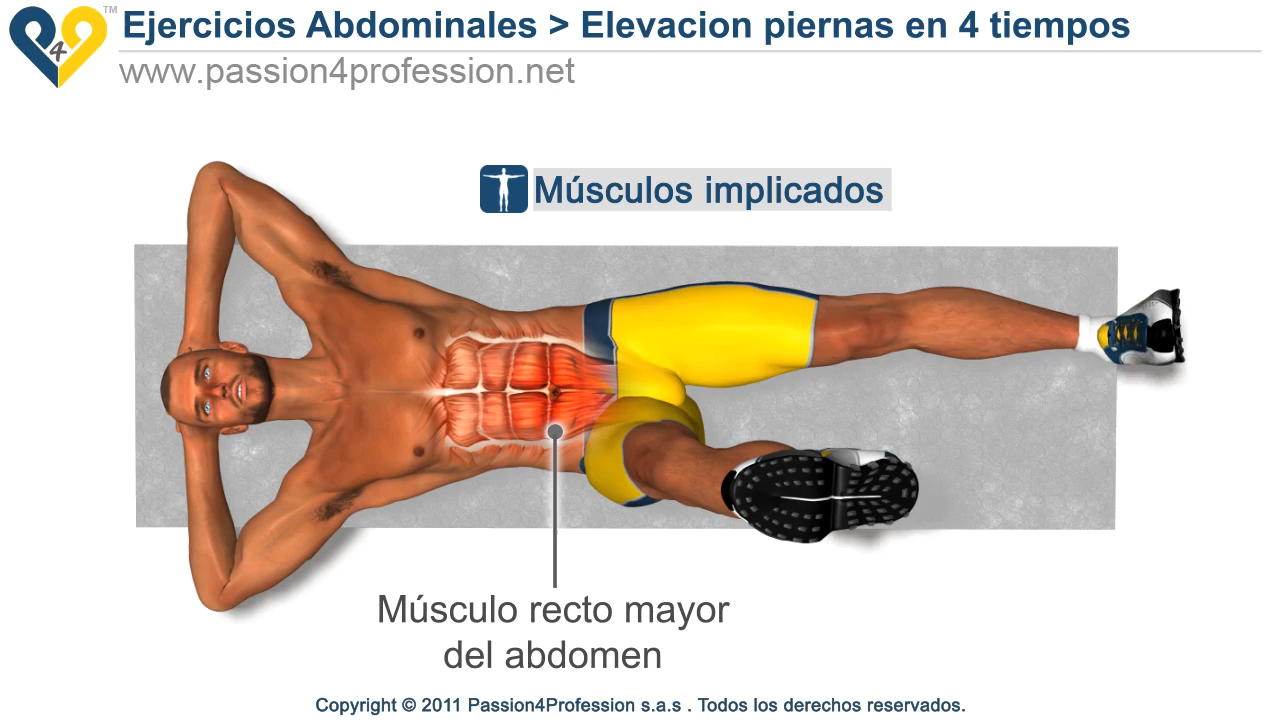 P4P™
Ejercicios Abdominales > Elevacion piernas en 4 tiempos
www.passion4profession.net
Músculos implicados
Músculo recto mayor
del abdomen
Copyright © 2011 Passion4Profession s.a.s . Todos los derechos reservados.